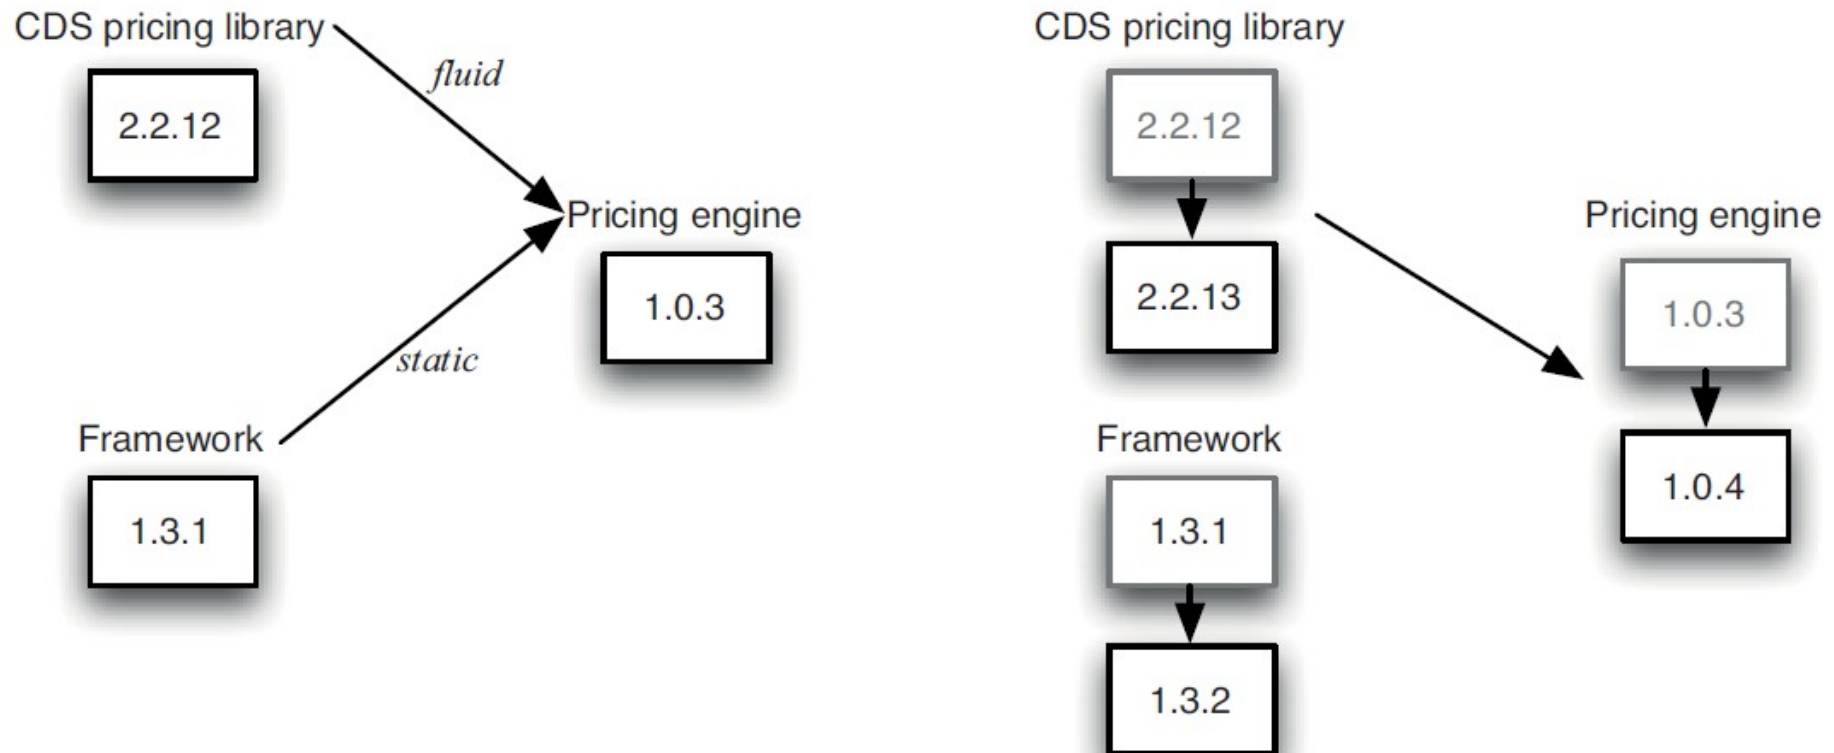 CDS pricing library
2.2.12
fluid
Pricing engine
1.0.3
static
Framework
1.3.1
CDS pricing library
2.2.12
2.2.13
Pricing engine
1.0.3
1.0.4
Framework
1.3.1
1.3.2